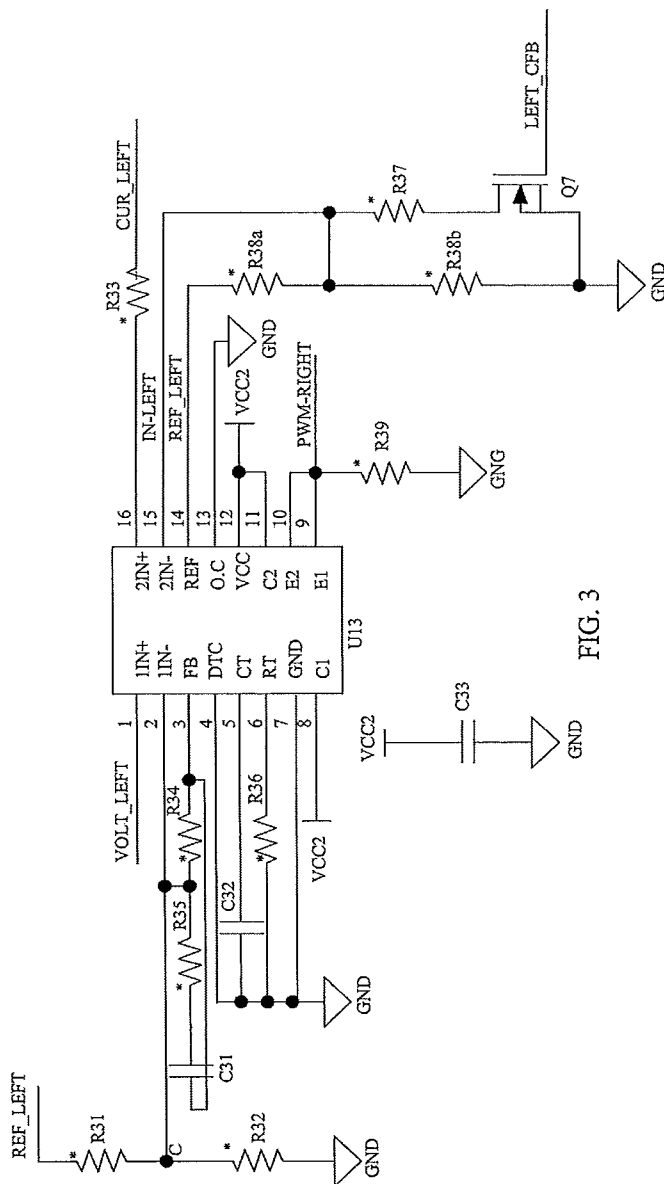 REF_LEFT
* R31
C
* R32
GND
C31
* R35
* R34
VOLT_LEFT
C32
* R36
GND
VCC2
1
2
3
4
5
6
7
8
1IN+
1IN-
FB
DTC
CT
RT
GND
C1
2IN+
2IN-
REF
O.C
VCC
C2
E2
E1
U13
16
15
14
13
12
11
10
9
* R33
CUR_LEFT
IN-LEFT
REF_LEFT
* R38a
GND
VCC2
PWM-RIGHT
* R39
GNG
* R37
* R38b
LEFT_CFB
Q7
GND
VCC2
C33
GND
FIG. 3